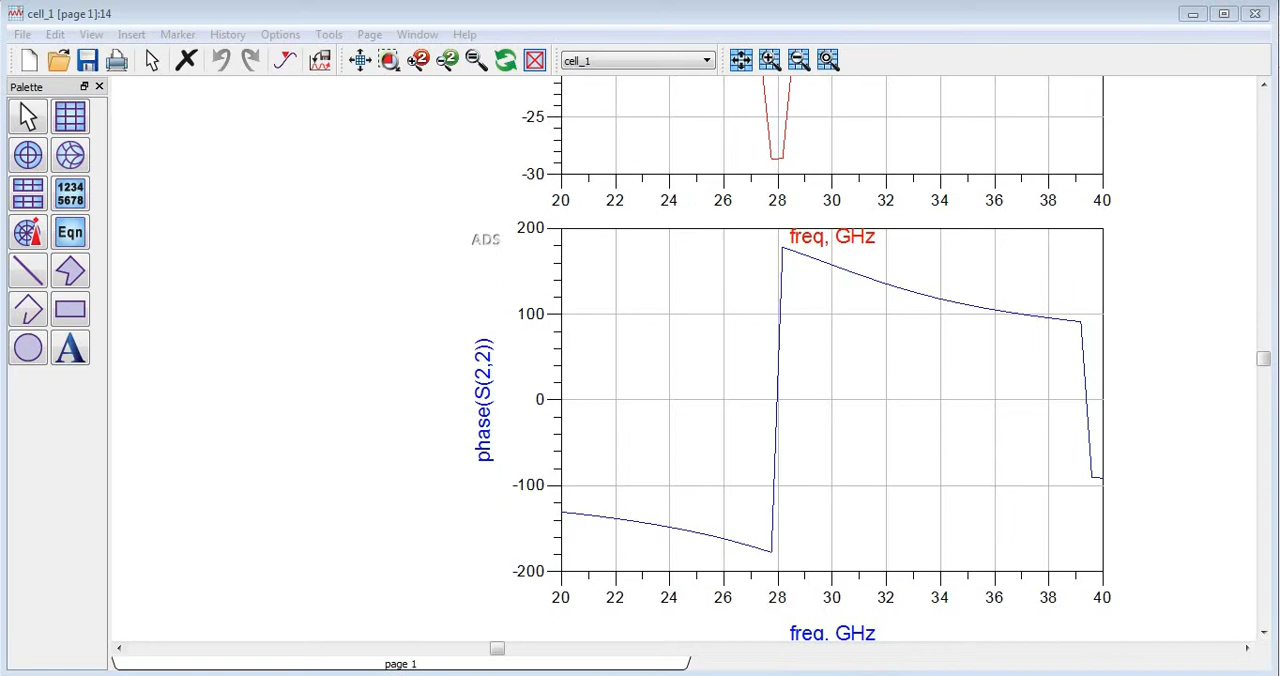 cell_1 [page 1]:14
File Edit View Insert Marker History Options Tools Page Window Help
cell_1
Palette
1234
5678
Eqn
-25
-30
20 22 24 26 28 30 32 34 36 38 40
freq, GHz
ADS
200
100
0
-100
-200
phase(S(2,2))
20 22 24 26 28 30 32 34 36 38 40
freq, GHz
page 1